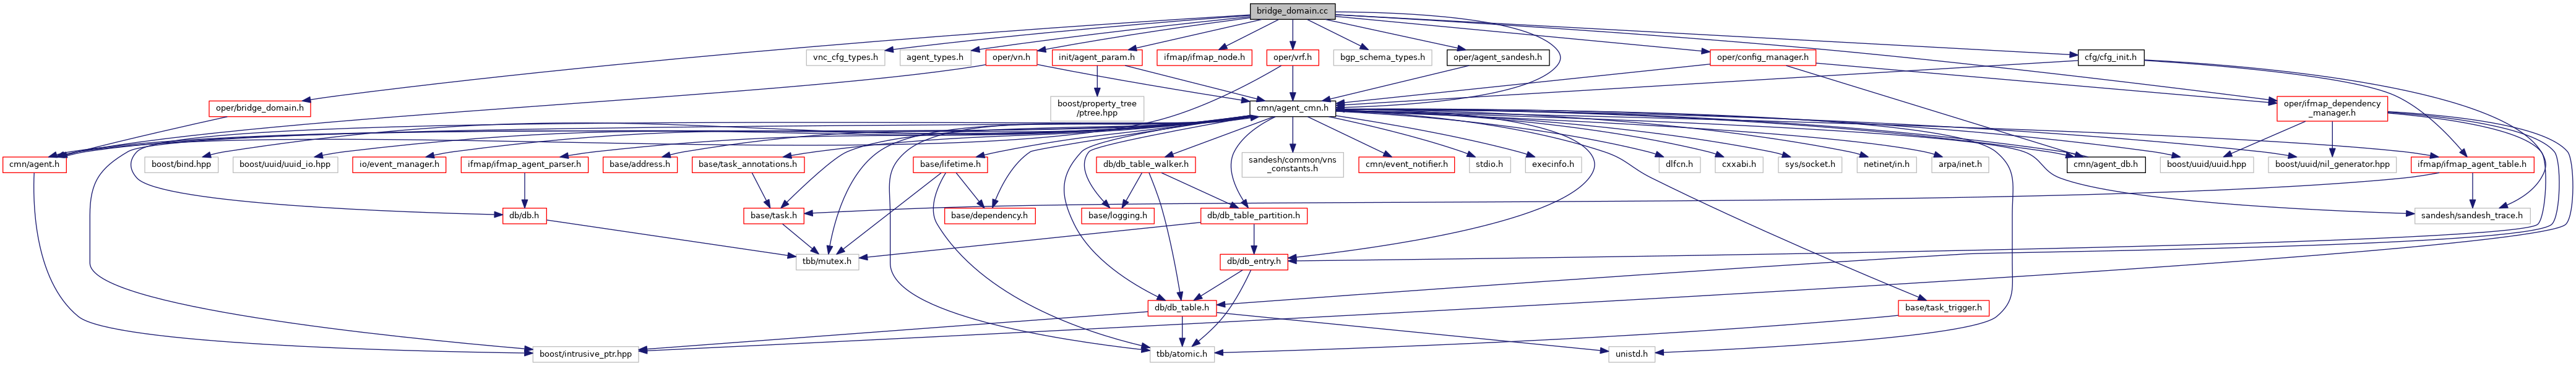 bridge_domain.cc
vnc_cfg_types.h
agent_types.h
oper/vn.h
init/agent_param.h
ifmap/ifmap_node.h
oper/vrf.h
bgp_schema_types.h
oper/agent_sandesh.h
oper/config_manager.h
cfg/cfg_init.h
oper/bridge_domain.h
boost/property_tree
/ptree.hpp
cmn/agent_cmn.h
oper/ifmap_dependency
_manager.h
cmn/agent.h
boost/bind.hpp
boost/uuid/uuid_io.hpp
io/event_manager.h
ifmap/ifmap_agent_parser.h
base/address.h
base/task_annotations.h
base/lifetime.h
db/db_table_walker.h
sandesh/common/vns
_constants.h
cmn/event_notifier.h
stdio.h
execinfo.h
dlfcn.h
cxxabi.h
sys/socket.h
netinet/in.h
arpa/inet.h
cmn/agent_db.h
boost/uuid/uuid.hpp
boost/uuid/nil_generator.hpp
ifmap/ifmap_agent_table.h
db/db.h
base/task.h
base/dependency.h
base/logging.h
db/db_table_partition.h
sandesh/sandesh_trace.h
tbb/mutex.h
db/db_entry.h
db/db_table.h
base/task_trigger.h
boost/intrusive_ptr.hpp
tbb/atomic.h
unistd.h